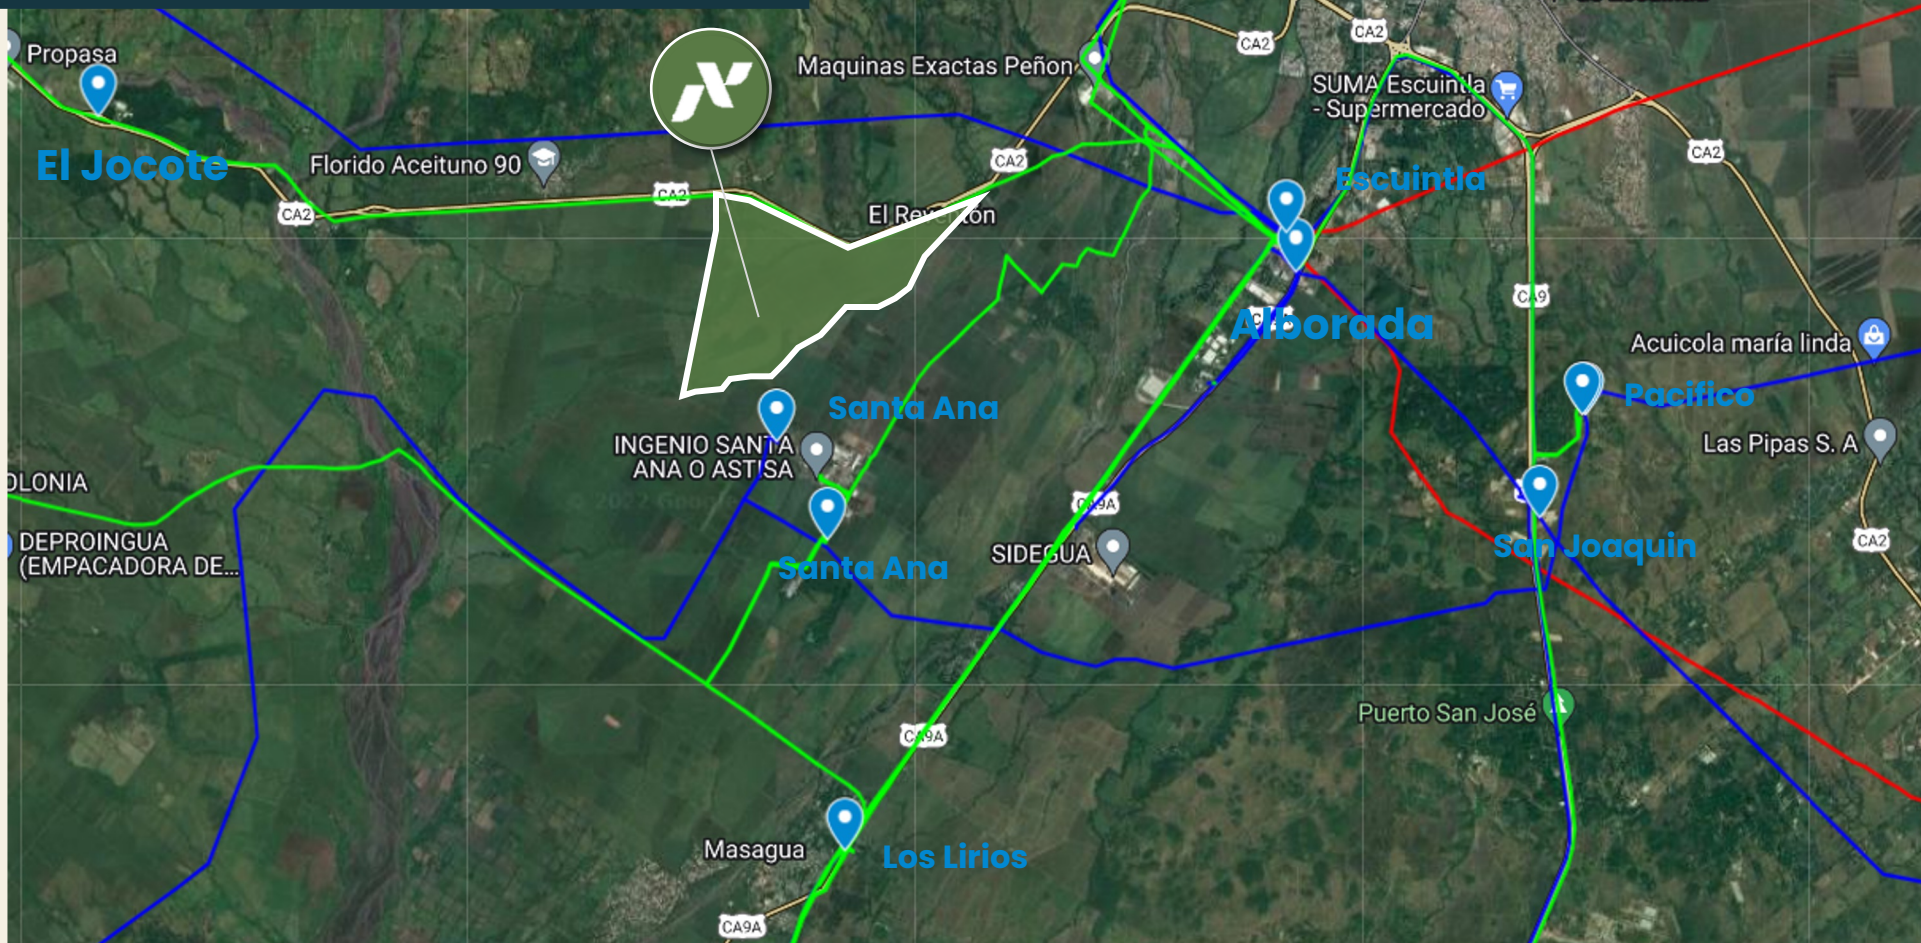 CA2
CA2
Propasa
Maquinas Exactas Peñon
SUMA Escuintla
- Supermercado
El Jocote
Florido Aceituno 90
CA2
CA2
Escuintla
CA2
CA2
El Reventón
CA9
Alborada
Acuicola maría linda
Santa Ana
Pacifico
INGENIO SANTA
ANA O ASTISA
Las Pipas S. A
OLONIA
CA9A
DEPROINGUA
(EMPACADORA DE...
SIDEGUA
San Joaquin
CA2
Santa Ana
Puerto San José
CA9A
Masagua
Los Lirios
CA9A